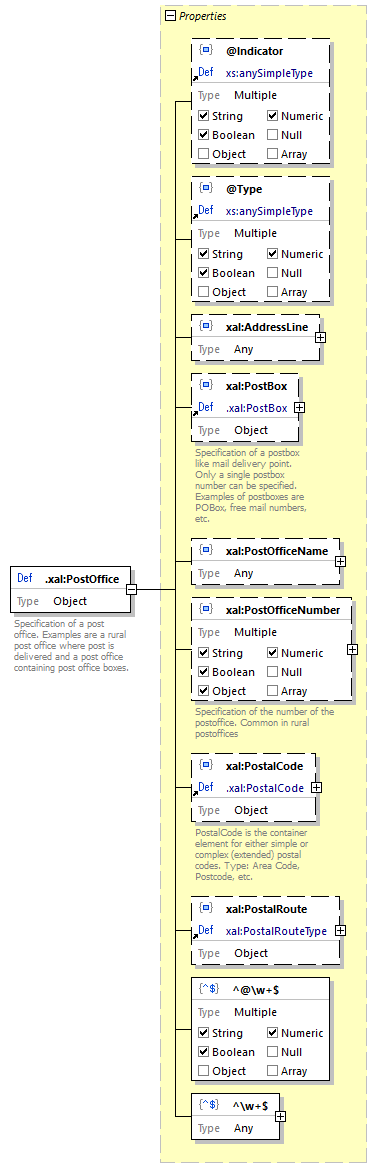 Properties
{=} @Indicator
Def xs:anySimpleType
Type Multiple
String Numeric
Boolean Null
Object Array
{=} @Type
Def xs:anySimpleType
Type Multiple
String Numeric
Boolean Null
Object Array
{=} xal:AddressLine
Type Any
{=} xal:PostBox
Def .xal:PostBox
Type Object
Specification of a postbox
like mail delivery point.
Only a single postbox
number can be specified.
Examples of postboxes are
POBox, free mail numbers,
etc.
{=} xal:PostOfficeName
Type Any
Def .xal:PostOffice
Type Object
Specification of a post
office. Examples are a rural
post office where post is
delivered and a post office
containing post office boxes.
{=} xal:PostOfficeNumber
Type Multiple
String Numeric
Boolean Null
Object Array
Specification of the number of the
postoffice. Common in rural
postoffices
{=} xal:PostalCode
Def .xal:PostalCode
Type Object
PostalCode is the container
element for either simple or
complex (extended) postal
codes. Type: Area Code,
Postcode, etc.
{=} xal:PostalRoute
Def xal:PostalRouteType
Type Object
{^$} ^@\w+$
Type Multiple
String Numeric
Boolean Null
Object Array
{^$} ^\w+$
Type Any